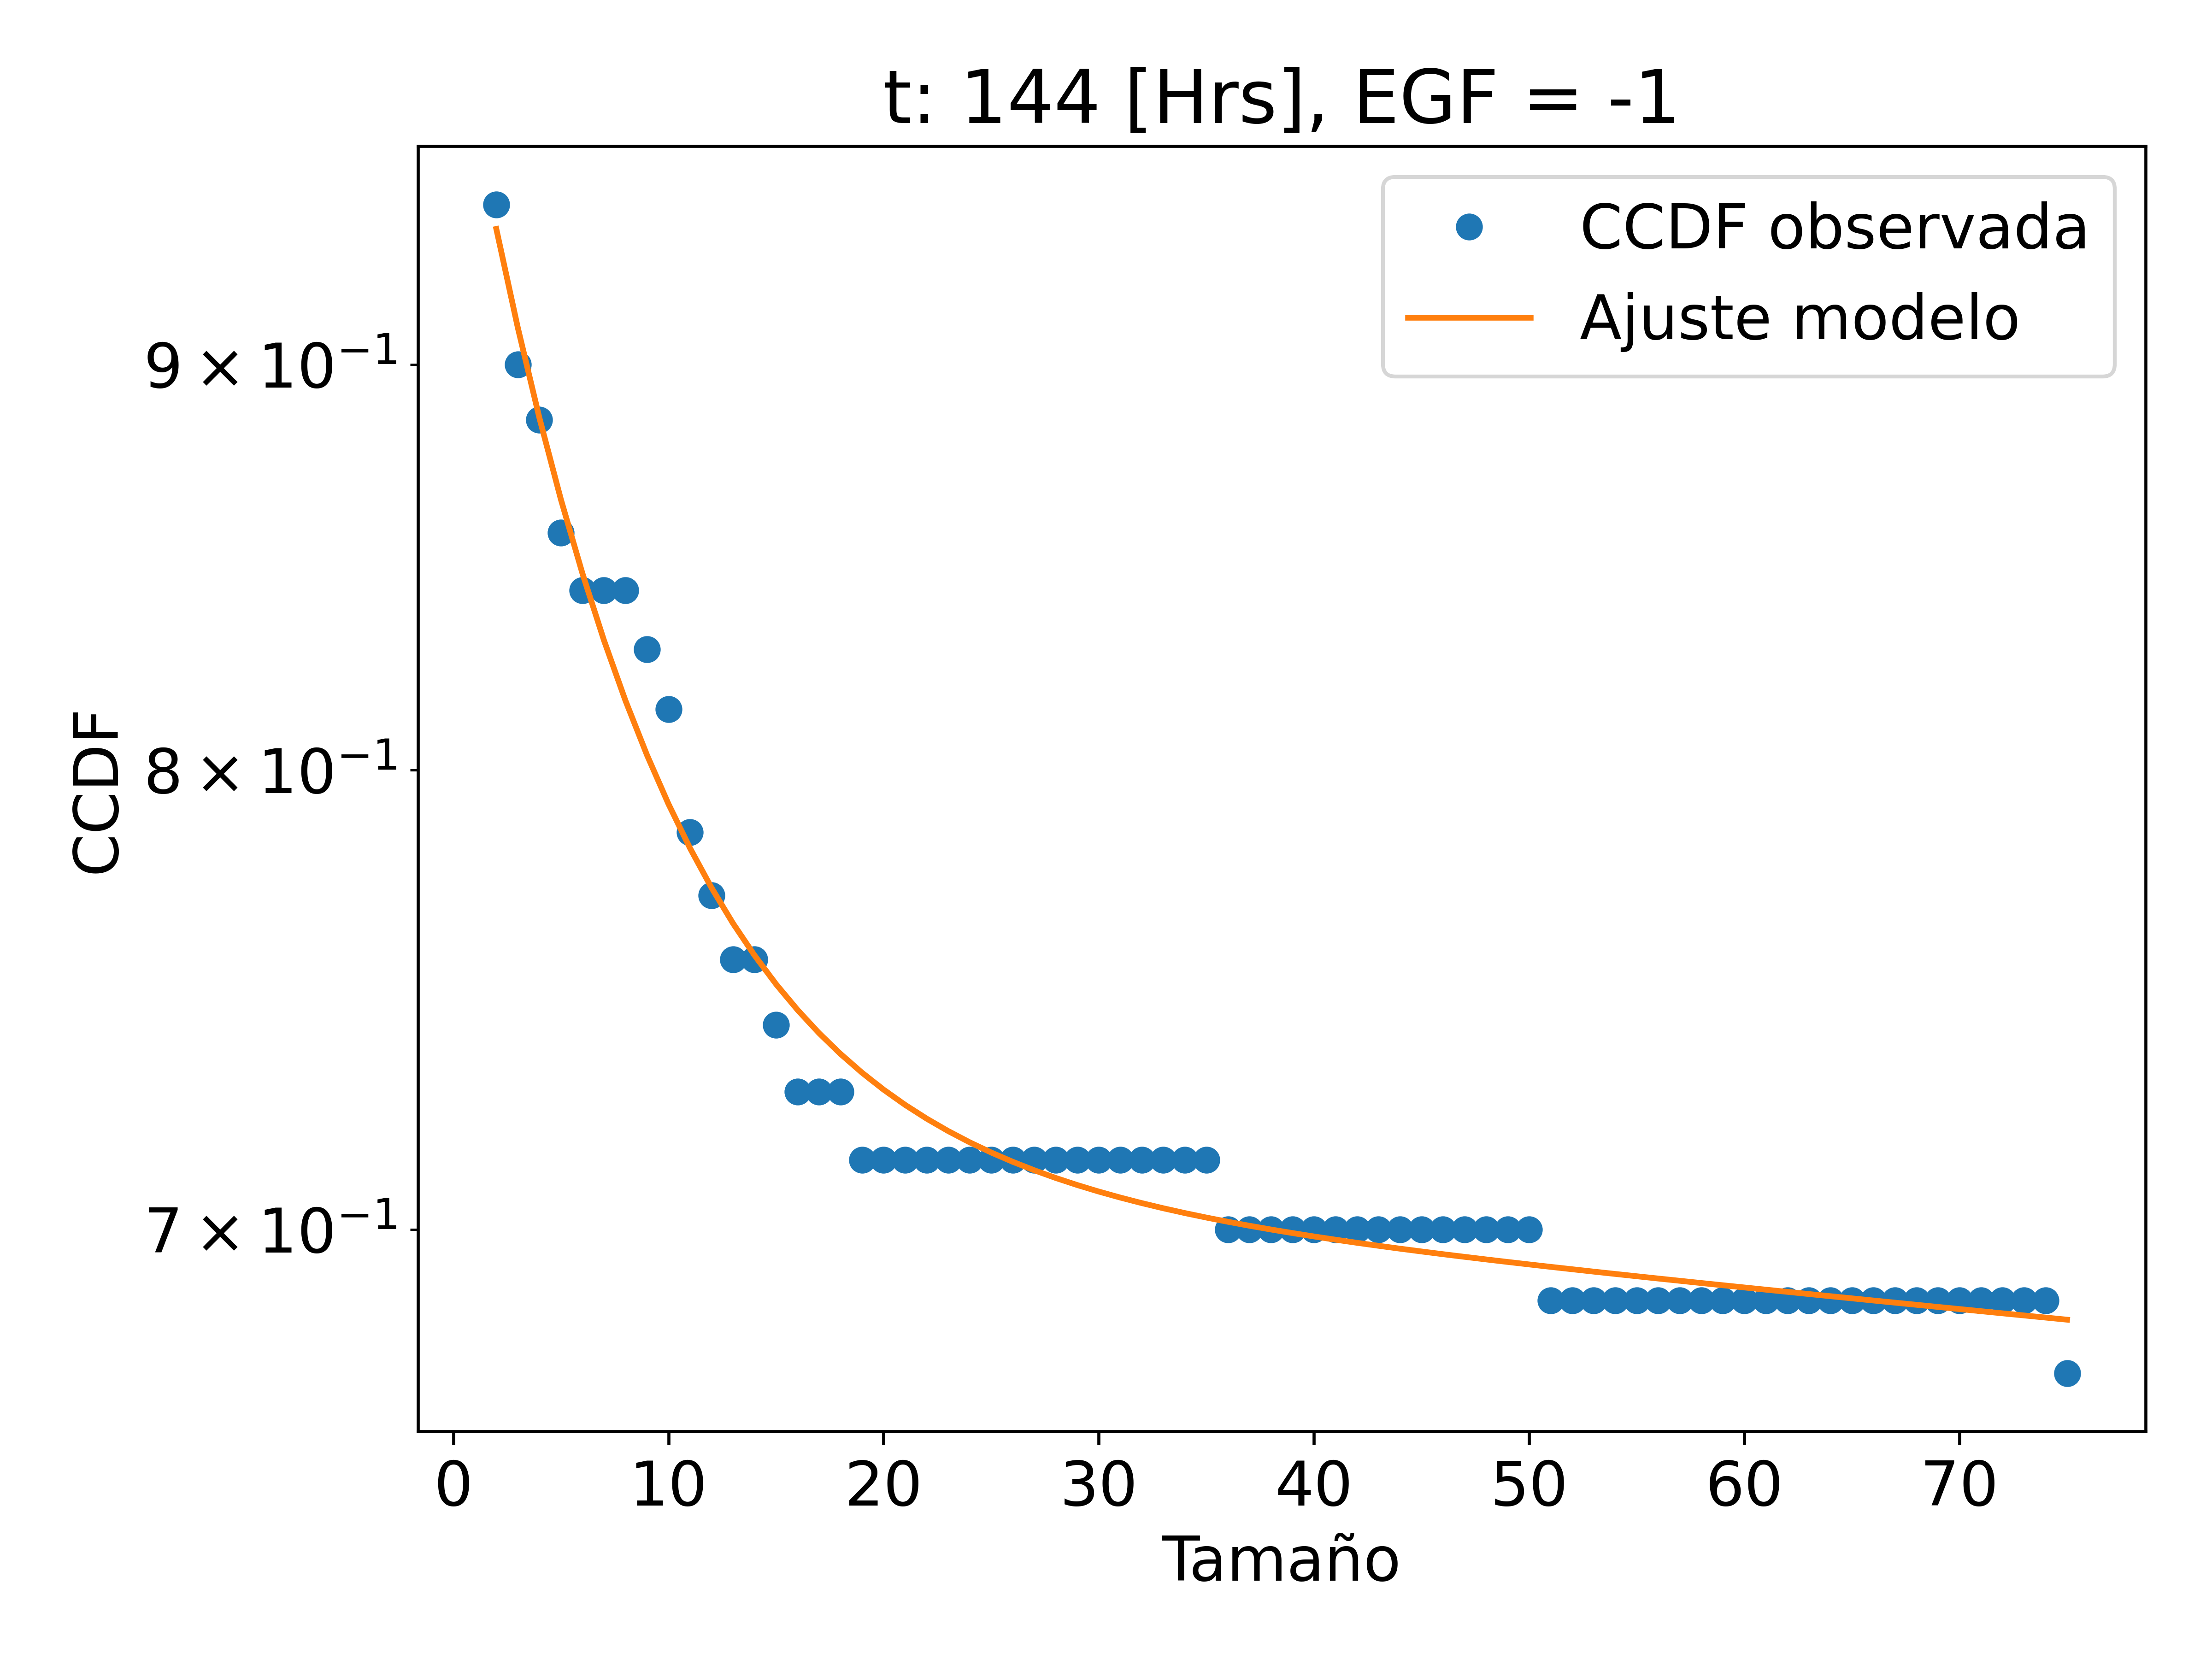 t: 144 [Hrs], EGF = -1
CCDF observada
Ajuste modelo
9 × 10⁻¹
8 × 10⁻¹
7 × 10⁻¹
CCDF
0 10 20 30 40 50 60 70
Tamaño